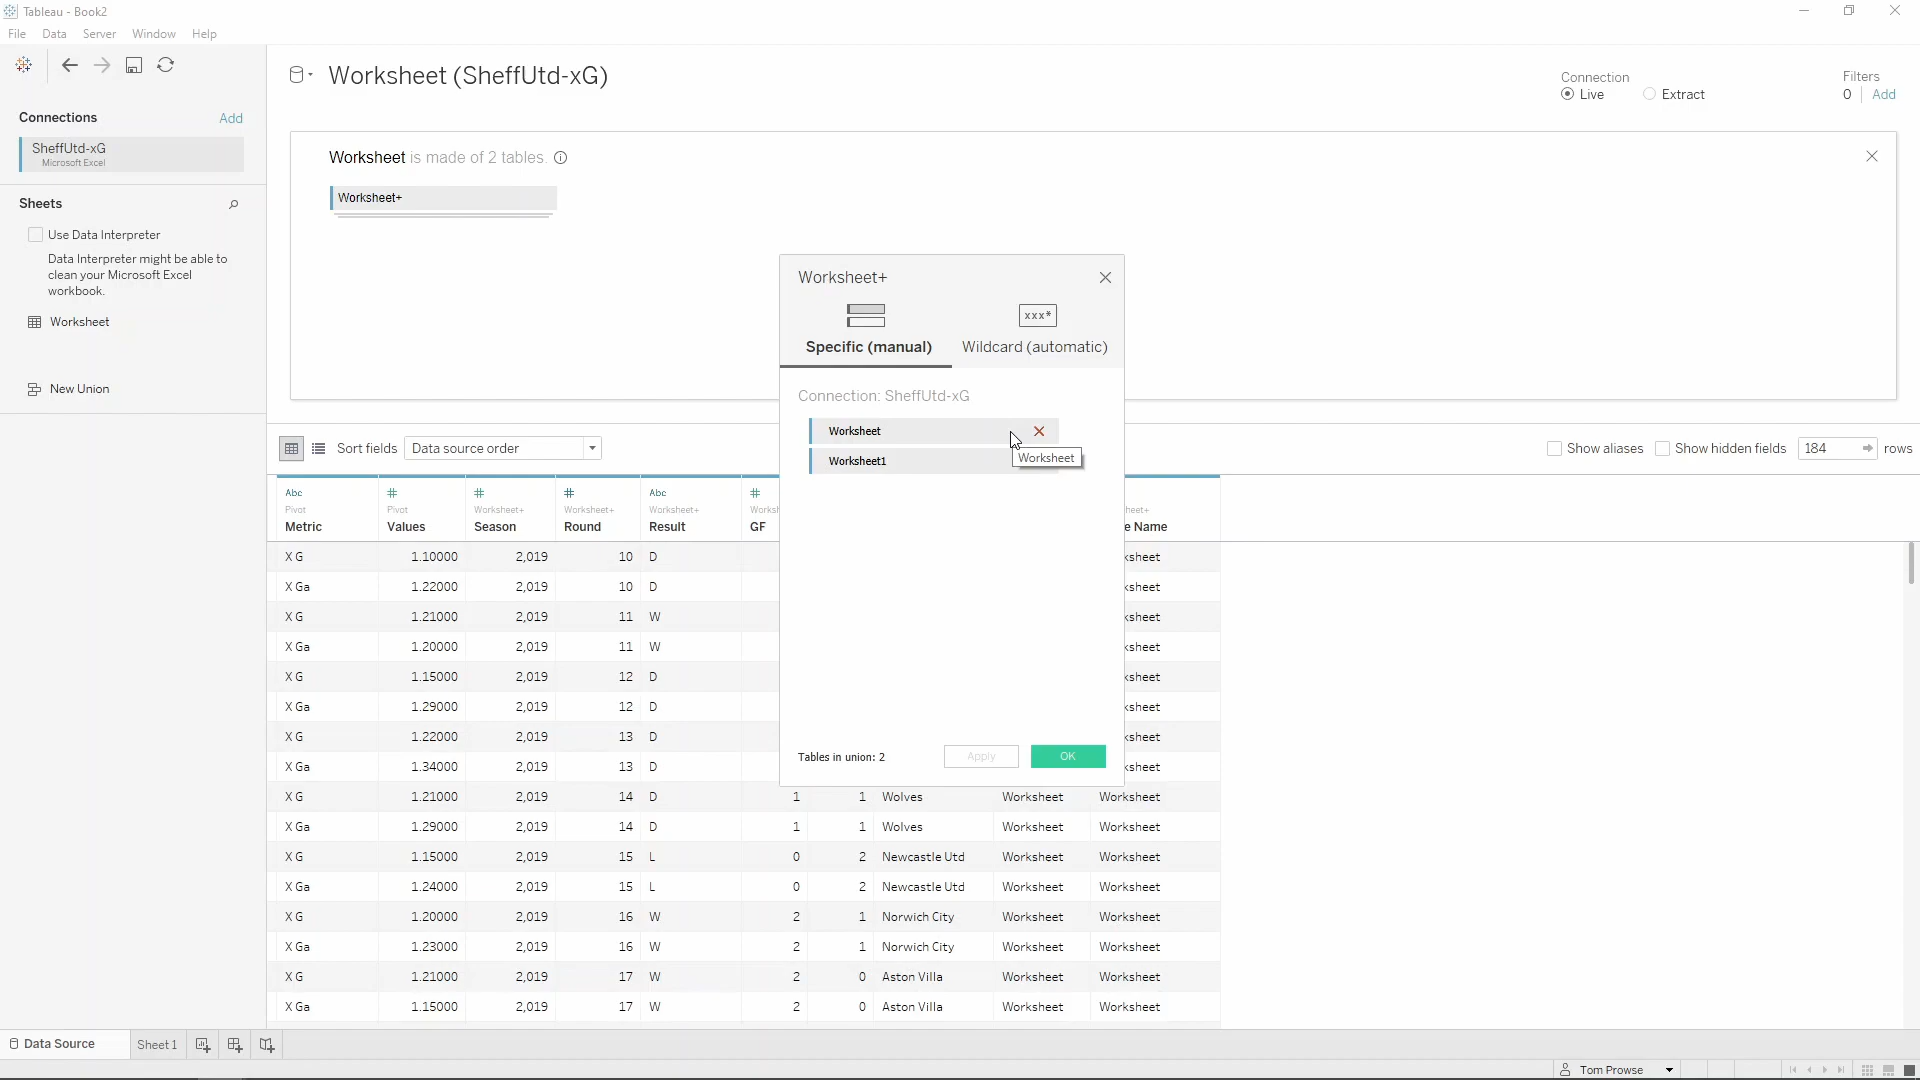 Tableau - Book2
File Data Server Window Help
Connections Add
SheffUtd-xG
Microsoft Excel
Sheets
Use Data Interpreter
Data Interpreter might be able to
clean your Microsoft Excel
workbook.
Worksheet
New Union
Worksheet (SheffUtd-xG)
Connection
Live Extract
Filters
0 Add
Worksheet is made of 2 tables.
Worksheet+
Worksheet+
xxx*
Specific (manual) Wildcard (automatic)
Connection: SheffUtd-xG
Worksheet
Worksheet1
Worksheet
Tables in union: 2 Apply OK
Sort fields Data source order
Show aliases Show hidden fields 184 rows
Abc # # # Abc #
Pivot Pivot Worksheet+ Worksheet+ Worksheet+ Worksh heet+
Metric Values Season Round Result GF e Name
X G 1.10000 2,019 10 D ksheet
X Ga 1.22000 2,019 10 D ksheet
X G 1.21000 2,019 11 W ksheet
X Ga 1.20000 2,019 11 W ksheet
X G 1.15000 2,019 12 D ksheet
X Ga 1.29000 2,019 12 D ksheet
X G 1.22000 2,019 13 D ksheet
X Ga 1.34000 2,019 13 D ksheet
X G 1.21000 2,019 14 D 1 1 Wolves Worksheet Worksheet
X Ga 1.29000 2,019 14 D 1 1 Wolves Worksheet Worksheet
X G 1.15000 2,019 15 L 0 2 Newcastle Utd Worksheet Worksheet
X Ga 1.24000 2,019 15 L 0 2 Newcastle Utd Worksheet Worksheet
X G 1.20000 2,019 16 W 2 1 Norwich City Worksheet Worksheet
X Ga 1.23000 2,019 16 W 2 1 Norwich City Worksheet Worksheet
X G 1.21000 2,019 17 W 2 0 Aston Villa Worksheet Worksheet
X Ga 1.15000 2,019 17 W 2 0 Aston Villa Worksheet Worksheet
Data Source Sheet 1
Tom Prowse